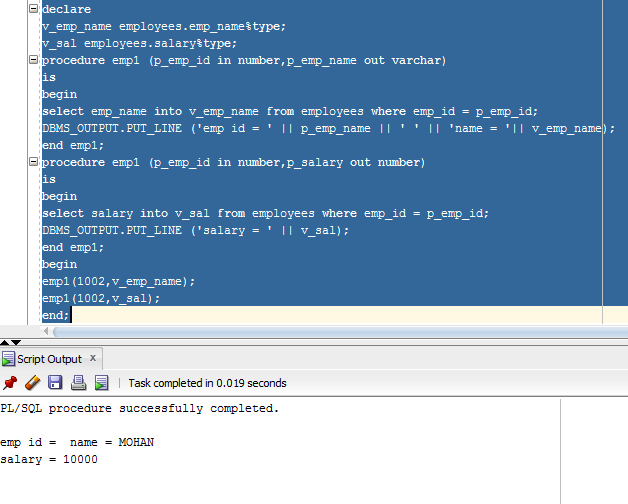 declare
v_emp_name employees.emp_name%type;
v_sal employees.salary%type;
procedure emp1 (p_emp_id in number,p_emp_name out varchar)
is
begin
select emp_name into v_emp_name from employees where emp_id = p_emp_id;
DBMS_OUTPUT.PUT_LINE ('emp id = ' || p_emp_name || ' ' || 'name = '|| v_emp_name);
end emp1;
procedure emp1 (p_emp_id in number,p_salary out number)
is
begin
select salary into v_sal from employees where emp_id = p_emp_id;
DBMS_OUTPUT.PUT_LINE ('salary = ' || v_sal);
end emp1;
begin
emp1(1002,v_emp_name);
emp1(1002,v_sal);
end;
Script Output x
Task completed in 0.019 seconds
PL/SQL procedure successfully completed.
emp id =  name = MOHAN
salary = 10000